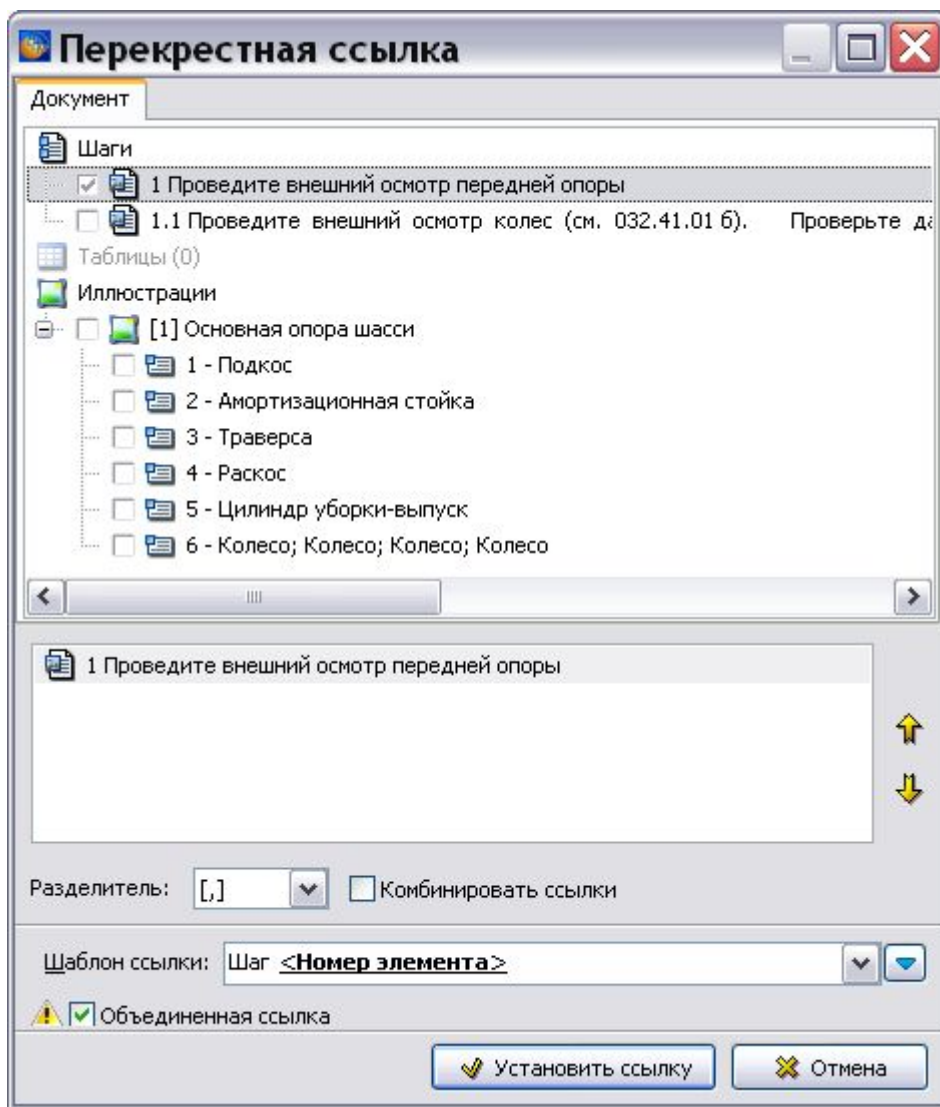 Перекрестная ссылка
Документ
Шаги
1 Проведите внешний осмотр передней опоры
1.1 Проведите внешний осмотр колес (см. 032.41.01 б). Проверьте
Таблицы (0)
Иллюстрации
[1] Основная опора шасси
1 - Подкос
2 - Амортизационная стойка
3 - Траверса
4 - Раскос
5 - Цилиндр уборки-выпуск
6 - Колесо; Колесо; Колесо; Колесо
1 Проведите внешний осмотр передней опоры
Разделитель: [,] Комбинировать ссылки
Шаблон ссылки: Шаг <Номер элемента>
Объединенная ссылка
Установить ссылку Отмена